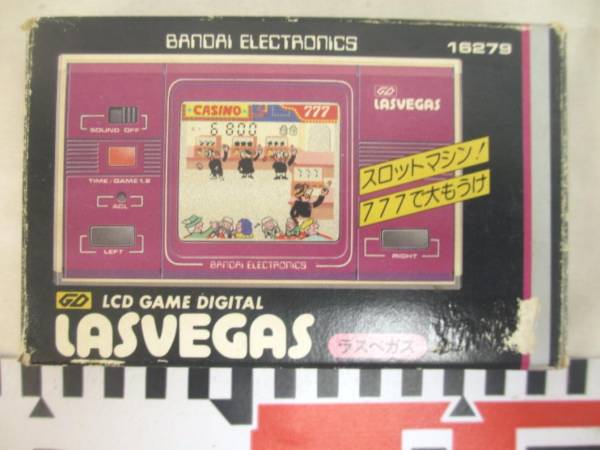 BANDAI ELECTRONICS
16279
GD
LASVEGAS
CASINO
777
6800
SOUND OFF
TIME/GAME1.2
ACL
LEFT
RIGHT
スロットマシン!
777で大もうけ
BANDAI ELECTRONICS
GD LCD GAME DIGITAL
LASVEGAS
ラスベガス